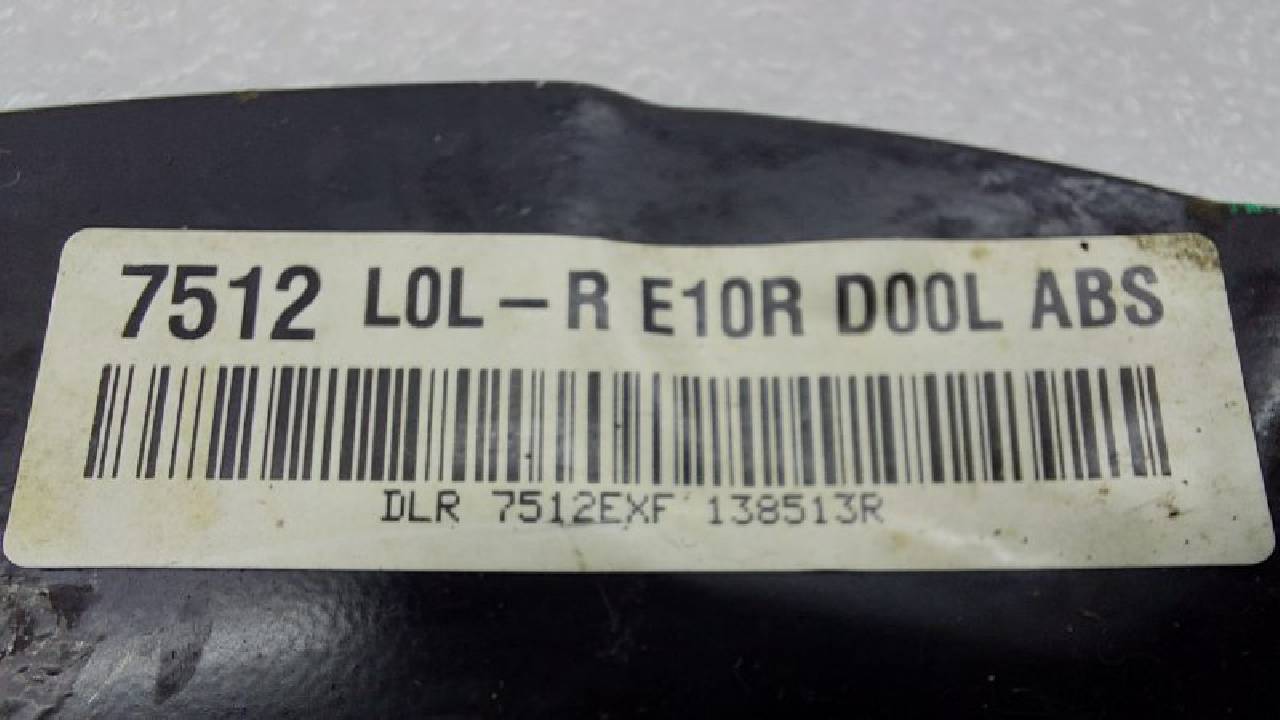 7512 L0L-R E10R D00L ABS
DLR 7512EXF 138513R